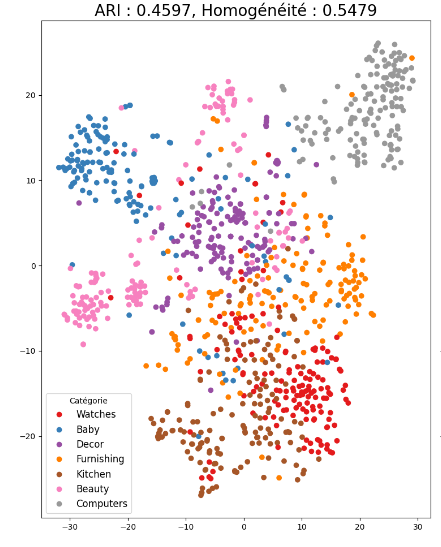 ARI : 0.4597, Homogénéité : 0.5479
20
10
0
−10
−20
Catégorie
Watches
Baby
Decor
Furnishing
Kitchen
Beauty
Computers
−30 −20 −10 0 10 20 30